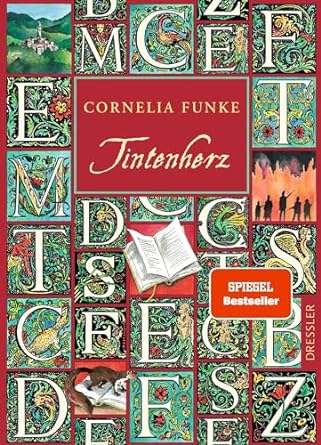 CORNELIA FUNKE
Tintenherz
SPIEGEL
Bestseller
DRESSLER